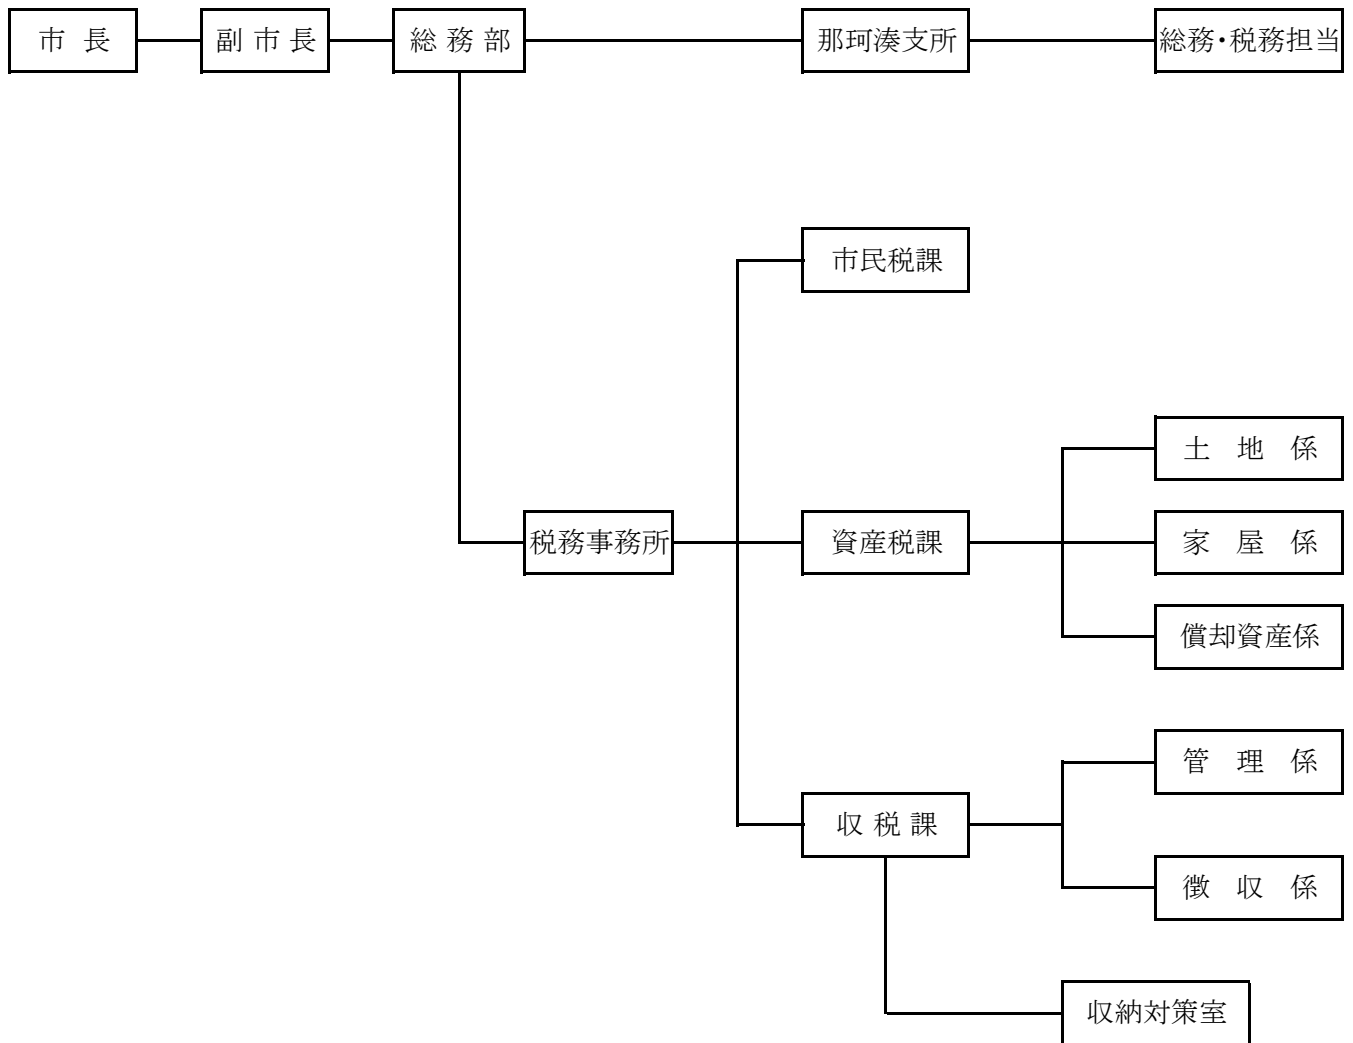 市 長
副 市 長
総 務 部
那珂湊支所
総務・税務担当
市民税課
土 地 係
税務事務所
資産税課
家 屋 係
償却資産係
管 理 係
収 税 課
徴 収 係
収納対策室